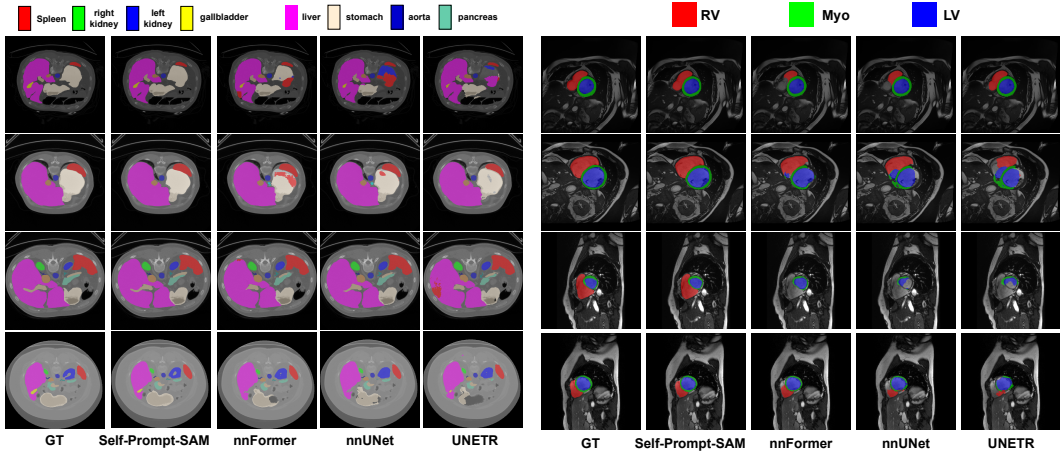 Spleen right kidney left kidney gallbladder liver stomach aorta pancreas
RV Myo LV
GT Self-Prompt-SAM nnFormer nnUNet UNETR
GT Self-Prompt-SAM nnFormer nnUNet UNETR